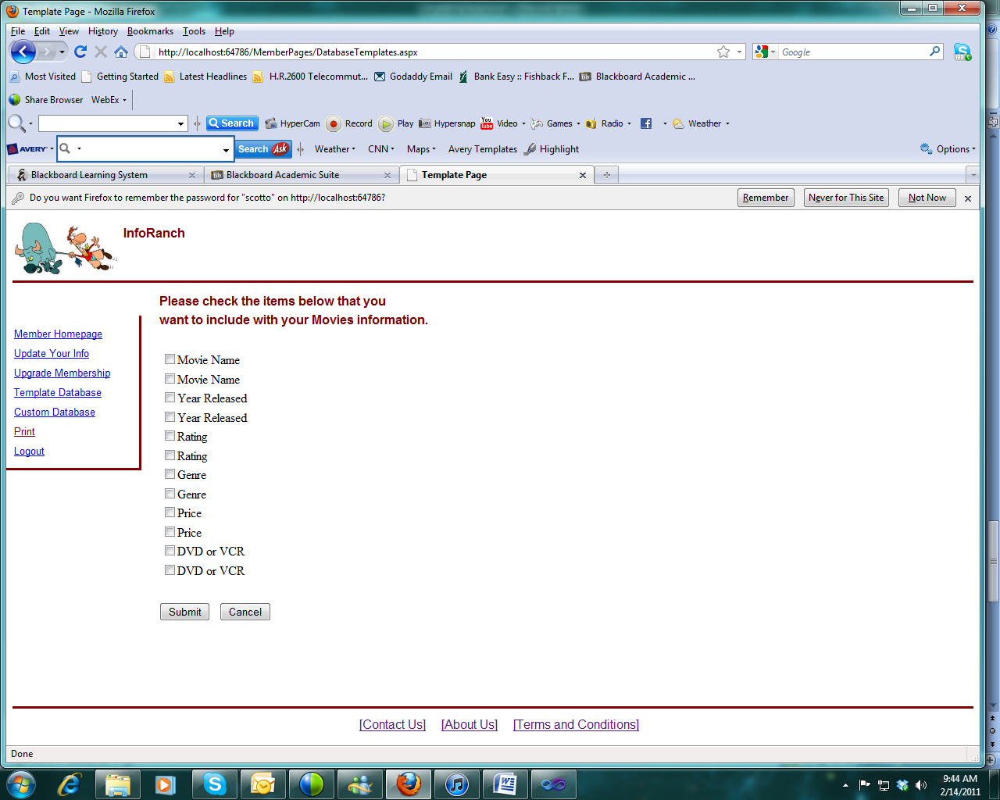 Template Page - Mozilla Firefox
File Edit View History Bookmarks Tools Help
http://localhost:64786/MemberPages/DatabaseTemplates.aspx Google
Most Visited Getting Started Latest Headlines H.R.2600 Telecommut... Godaddy Email Bank Easy :: Fishback F... Bb Blackboard Academic ...
Share Browser WebEx
Search HyperCam Record Play Hypersnap You Tube Video Games Radio Weather
AVERY Search Ask Weather CNN Maps Avery Templates Highlight Options
Blackboard Learning System Bb Blackboard Academic Suite Template Page
Do you want Firefox to remember the password for "scotto" on http://localhost:64786? Remember Never for This Site Not Now
InfoRanch
Please check the items below that you
want to include with your Movies information.
Member Homepage
Update Your Info
Upgrade Membership
Template Database
Custom Database
Print
Logout
Movie Name
Movie Name
Year Released
Year Released
Rating
Rating
Genre
Genre
Price
Price
DVD or VCR
DVD or VCR
Submit Cancel
[Contact Us] [About Us] [Terms and Conditions]
Done
9:44 AM
2/14/2011